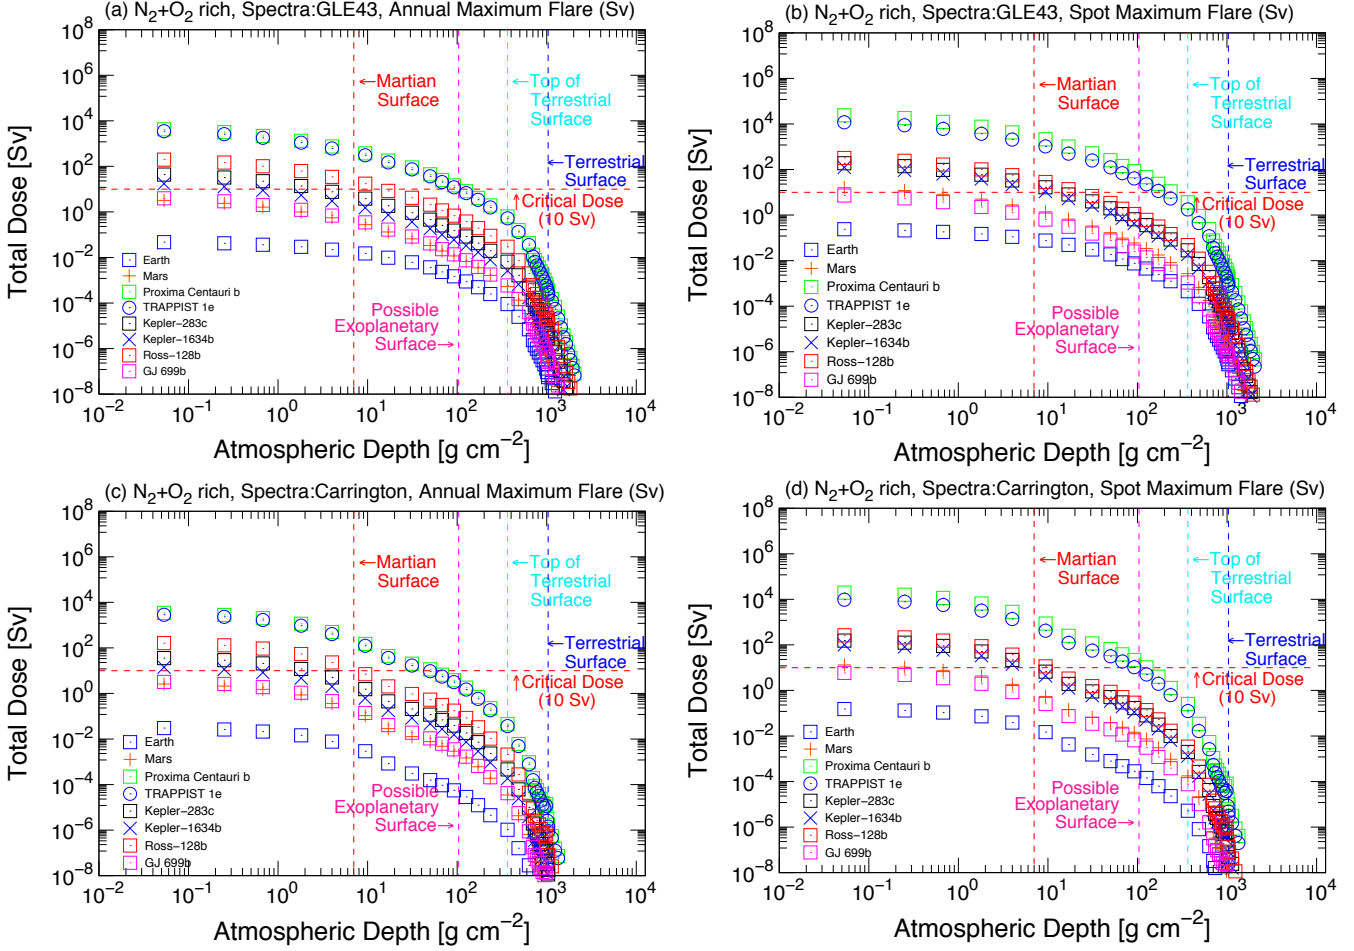 (a) N2+O2 rich, Spectra:GLE43, Annual Maximum Flare (Sv)
Total Dose [Sv]
10^8
10^6
10^4
10^2
10^0
10^−2
10^−4
10^−6
10^−8
←Martian
Surface
←Top of
Terrestrial
Surface
←Terrestrial
Surface
↑Critical Dose
(10 Sv)
Possible
Exoplanetary
Surface→
Earth
Mars
Proxima Centauri b
TRAPPIST 1e
Kepler−283c
Kepler−1634b
Ross−128b
GJ 699b
10^−2 10^−1 10^0 10^1 10^2 10^3 10^4
Atmospheric Depth [g cm^−2]
(b) N2+O2 rich, Spectra:GLE43, Spot Maximum Flare (Sv)
Total Dose [Sv]
10^8
10^6
10^4
10^2
10^0
10^−2
10^−4
10^−6
10^−8
←Martian
Surface
←Top of
Terrestrial
Surface
←Terrestrial
Surface
↑Critical Dose
(10 Sv)
Possible
Exoplanetary
Surface→
Earth
Mars
Proxima Centauri b
TRAPPIST 1e
Kepler−283c
Kepler−1634b
Ross−128b
GJ 699b
10^−2 10^−1 10^0 10^1 10^2 10^3 10^4
Atmospheric Depth [g cm^−2]
(c) N2+O2 rich, Spectra:Carrington, Annual Maximum Flare (Sv)
Total Dose [Sv]
10^8
10^6
10^4
10^2
10^0
10^−2
10^−4
10^−6
10^−8
←Martian
Surface
←Top of
Terrestrial
Surface
←Terrestrial
Surface
↑Critical Dose
(10 Sv)
Possible
Exoplanetary
Surface→
Earth
Mars
Proxima Centauri b
TRAPPIST 1e
Kepler−283c
Kepler−1634b
Ross−128b
GJ 699b
10^−2 10^−1 10^0 10^1 10^2 10^3 10^4
Atmospheric Depth [g cm^−2]
(d) N2+O2 rich, Spectra:Carrington, Spot Maximum Flare (Sv)
Total Dose [Sv]
10^8
10^6
10^4
10^2
10^0
10^−2
10^−4
10^−6
10^−8
←Martian
Surface
←Top of
Terrestrial
Surface
←Terrestrial
Surface
↑Critical Dose
(10 Sv)
Possible
Exoplanetary
Surface→
Earth
Mars
Proxima Centauri b
TRAPPIST 1e
Kepler−283c
Kepler−1634b
Ross−128b
GJ 699b
10^−2 10^−1 10^0 10^1 10^2 10^3 10^4
Atmospheric Depth [g cm^−2]